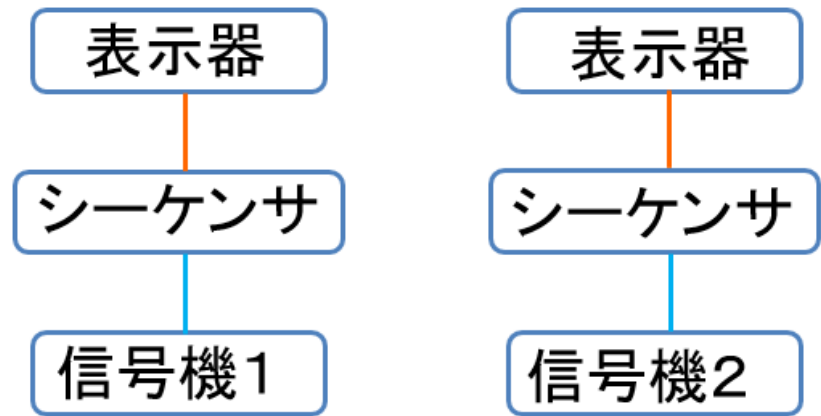 表示器
表示器
シーケンサ
シーケンサ
信号機１
信号機２